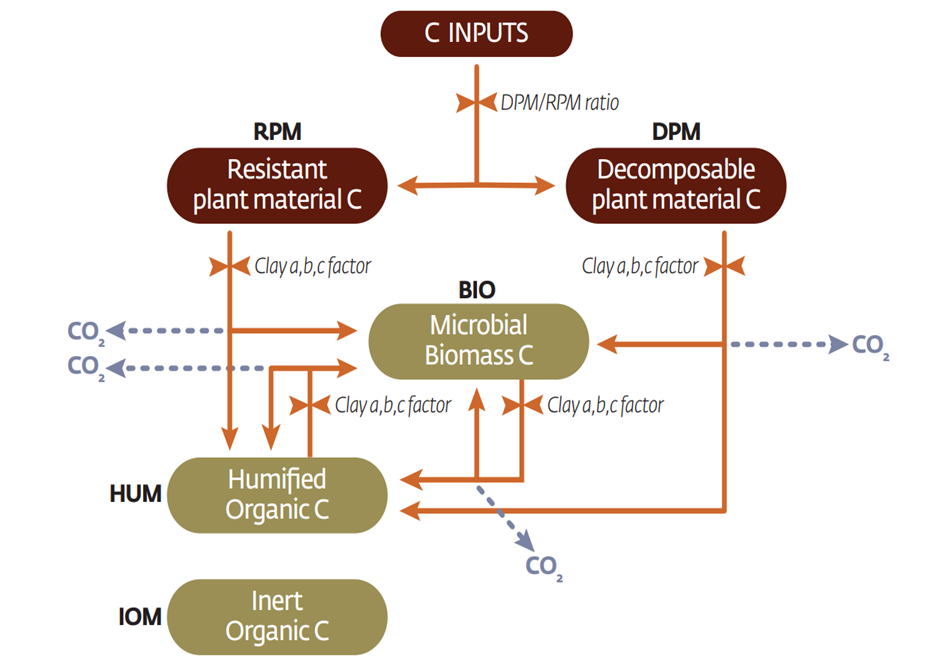 C INPUTS
DPM/RPM ratio
RPM
DPM
Resistant
plant material C
Decomposable
plant material C
Clay a,b,c factor
Clay a,b,c factor
BIO
Microbial
Biomass C
CO₂
CO₂
CO₂
Clay a,b,c factor
Clay a,b,c factor
HUM
Humified
Organic C
CO₂
IOM
Inert
Organic C